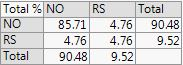 Total % NO RS Total
NO 85.71 4.76 90.48
RS 4.76 4.76 9.52
Total 90.48 9.52